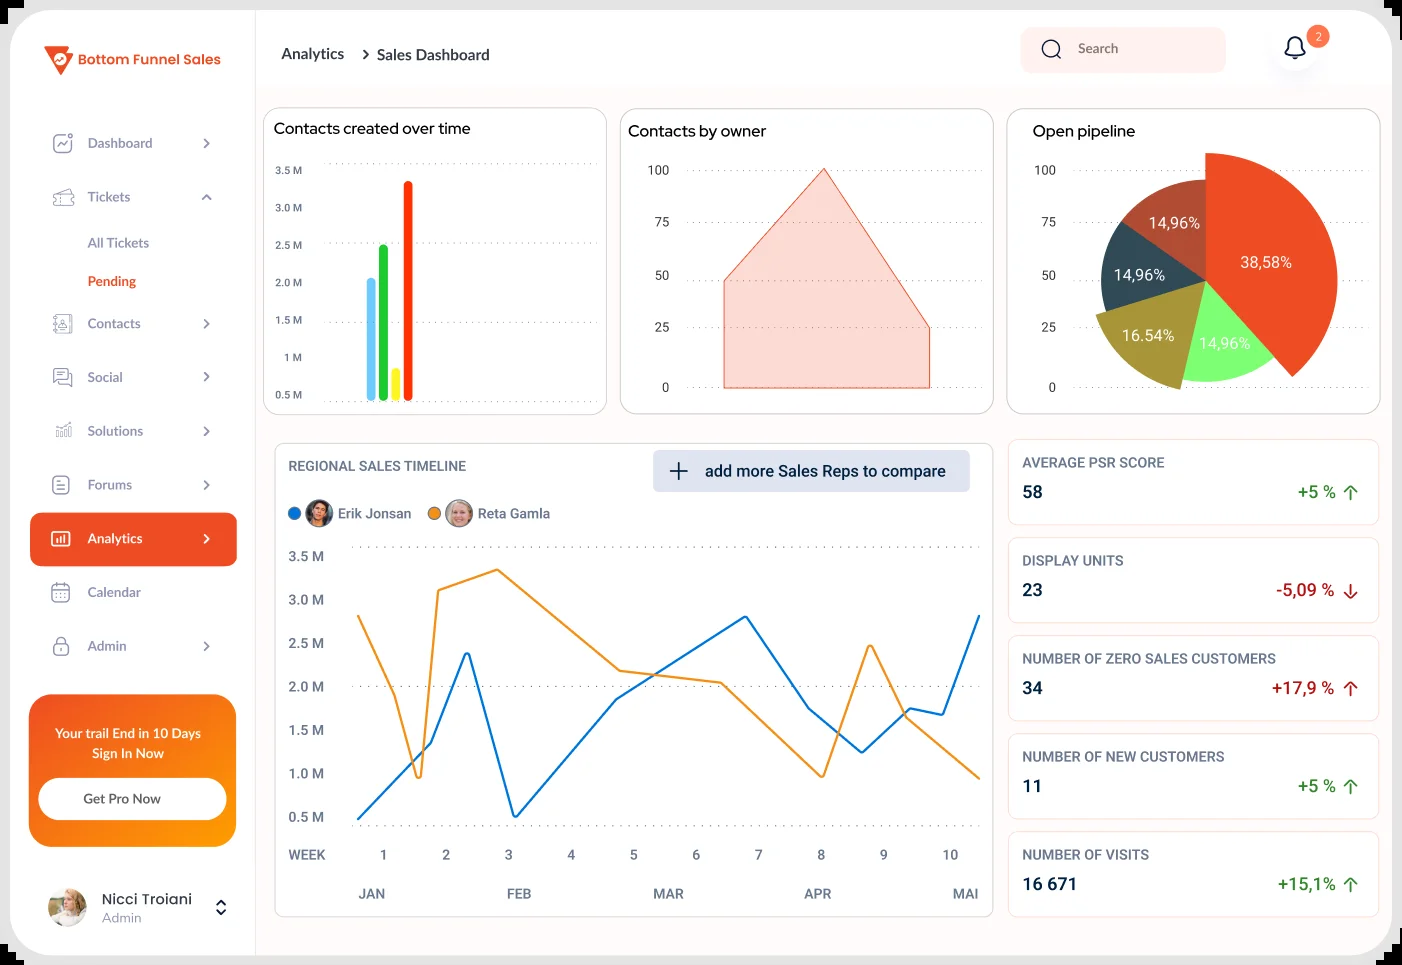 Bottom Funnel Sales
Analytics > Sales Dashboard
Search
2
Dashboard
Tickets
All Tickets
Pending
Contacts
Social
Solutions
Forums
Analytics
Calendar
Admin
Your trail End in 10 Days
Sign In Now
Get Pro Now
Nicci Troiani
Admin
Contacts created over time
3.5 M
3.0 M
2.5 M
2.0 M
1.5 M
1 M
0.5 M
Contacts by owner
100
75
50
25
0
Open pipeline
100
75
50
25
0
14,96%
38,58%
14,96%
16.54%
14,96%
REGIONAL SALES TIMELINE
add more Sales Reps to compare
Erik Jonsan Reta Gamla
3.5 M
3.0 M
2.5 M
2.0 M
1.5 M
1.0 M
0.5 M
WEEK 1 2 3 4 5 6 7 8 9 10
JAN FEB MAR APR MAI
AVERAGE PSR SCORE
58 +5 %
DISPLAY UNITS
23 -5,09 %
NUMBER OF ZERO SALES CUSTOMERS
34 +17,9 %
NUMBER OF NEW CUSTOMERS
11 +5 %
NUMBER OF VISITS
16 671 +15,1%